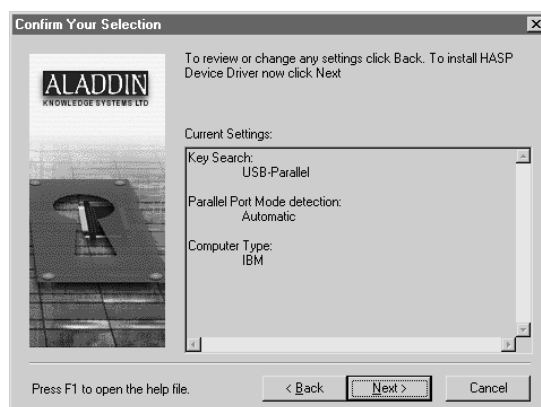 Confirm Your Selection
To review or change any settings click Back. To install HASP
Device Driver now click Next
ALADDIN
KNOWLEDGE SYSTEMS LTD
Current Settings:
Key Search:
USB-Parallel
Parallel Port Mode detection:
Automatic
Computer Type:
IBM
Press F1 to open the help file.
< Back
Next >
Cancel